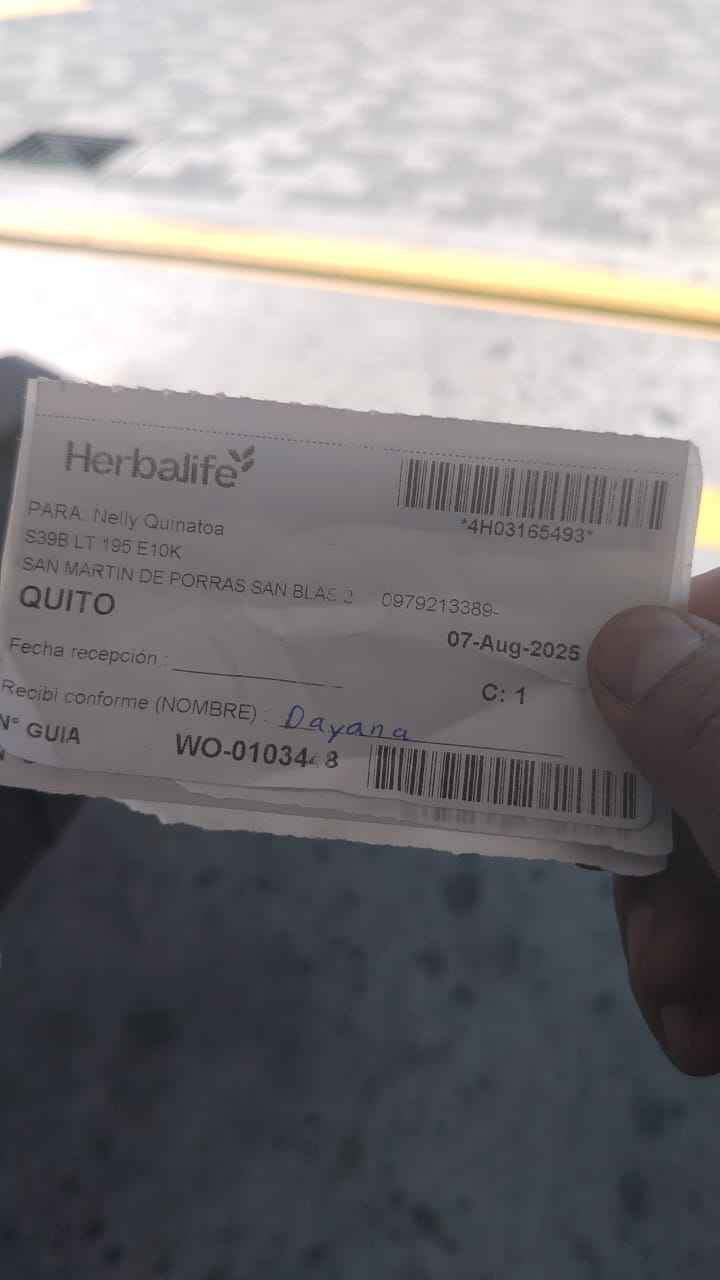 Herbalife
*4H03165493*
PARA: Nelly Quinatoa
S39B LT 195 E10K
SAN MARTIN DE PORRAS SAN BLAS 2 0979213389-
QUITO
07-Aug-2025
Fecha recepción :
C: 1
Recibi conforme (NOMBRE) : Dayana
N° GUIA